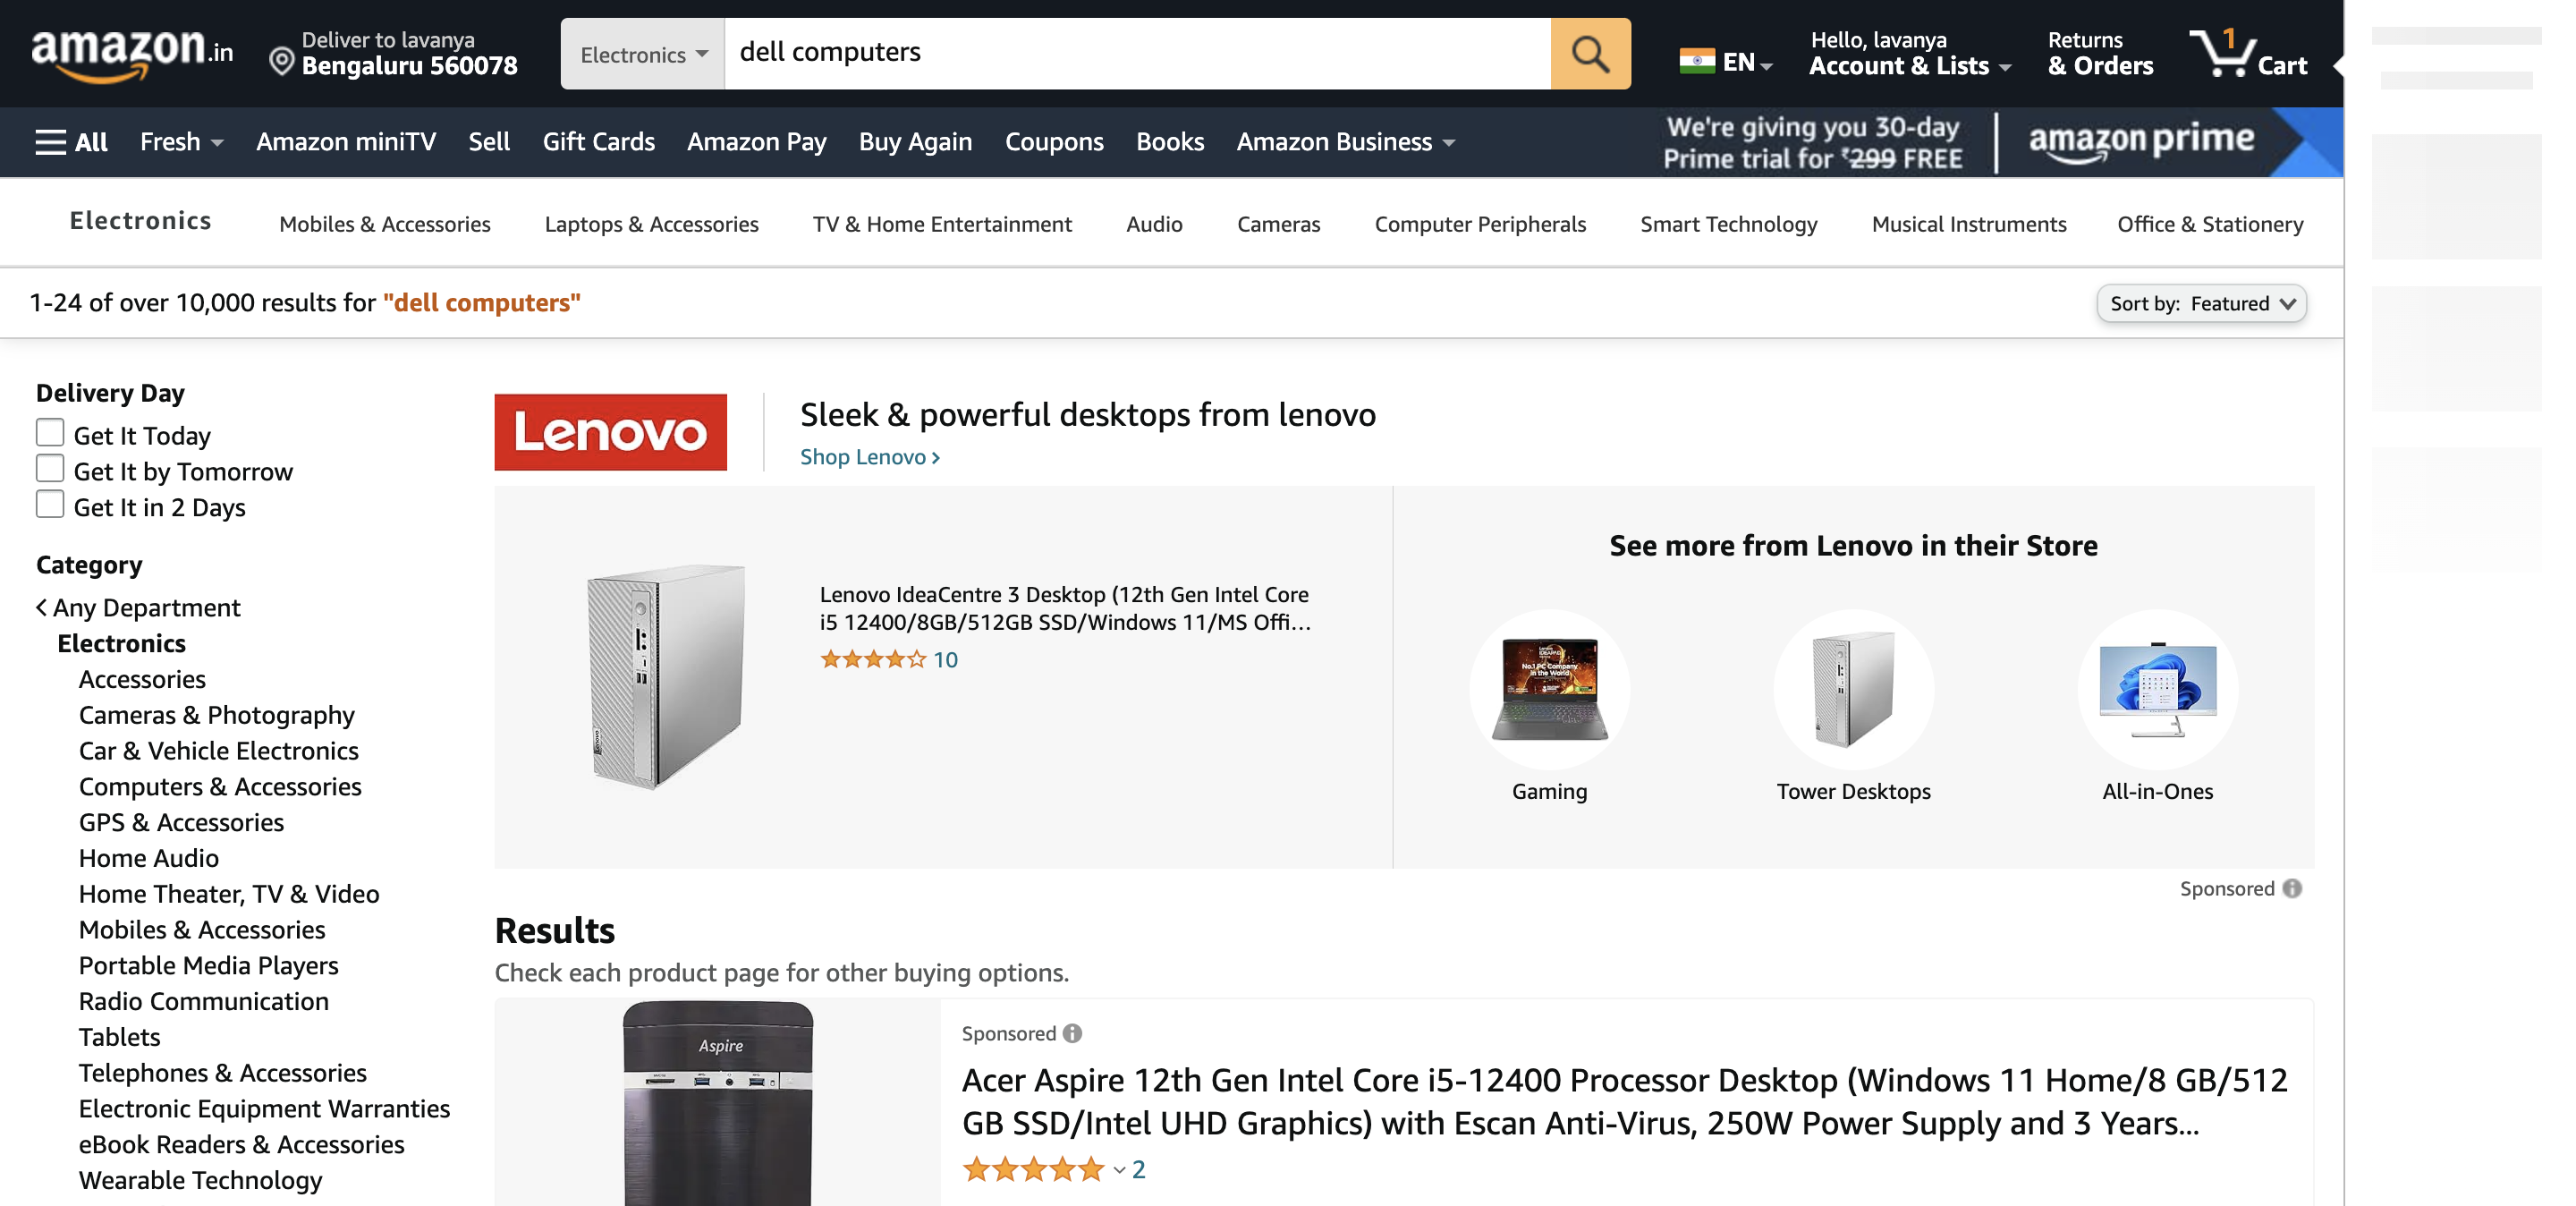 amazon.in
Deliver to lavanya
Bengaluru 560078
Electronics
dell computers
EN
Hello, lavanya
Account & Lists
Returns
& Orders
1
Cart
All
Fresh
Amazon miniTV
Sell
Gift Cards
Amazon Pay
Buy Again
Coupons
Books
Amazon Business
We're giving you 30-day
Prime trial for ₹299 FREE
amazon prime
Electronics
Mobiles & Accessories
Laptops & Accessories
TV & Home Entertainment
Audio
Cameras
Computer Peripherals
Smart Technology
Musical Instruments
Office & Stationery
1-24 of over 10,000 results for "dell computers"
Sort by: Featured
Delivery Day
Get It Today
Get It by Tomorrow
Get It in 2 Days
Category
Any Department
Electronics
Accessories
Cameras & Photography
Car & Vehicle Electronics
Computers & Accessories
GPS & Accessories
Home Audio
Home Theater, TV & Video
Mobiles & Accessories
Portable Media Players
Radio Communication
Tablets
Telephones & Accessories
Electronic Equipment Warranties
eBook Readers & Accessories
Wearable Technology
Lenovo
Sleek & powerful desktops from lenovo
Shop Lenovo ›
Lenovo
Lenovo IdeaCentre 3 Desktop (12th Gen Intel Core
i5 12400/8GB/512GB SSD/Windows 11/MS Offi…
10
See more from Lenovo in their Store
No.1 PC Company
in the World
Gaming
Tower Desktops
All-in-Ones
Sponsored
Results
Check each product page for other buying options.
Aspire
Sponsored
Acer Aspire 12th Gen Intel Core i5-12400 Processor Desktop (Windows 11 Home/8 GB/512
GB SSD/Intel UHD Graphics) with Escan Anti-Virus, 250W Power Supply and 3 Years...
2